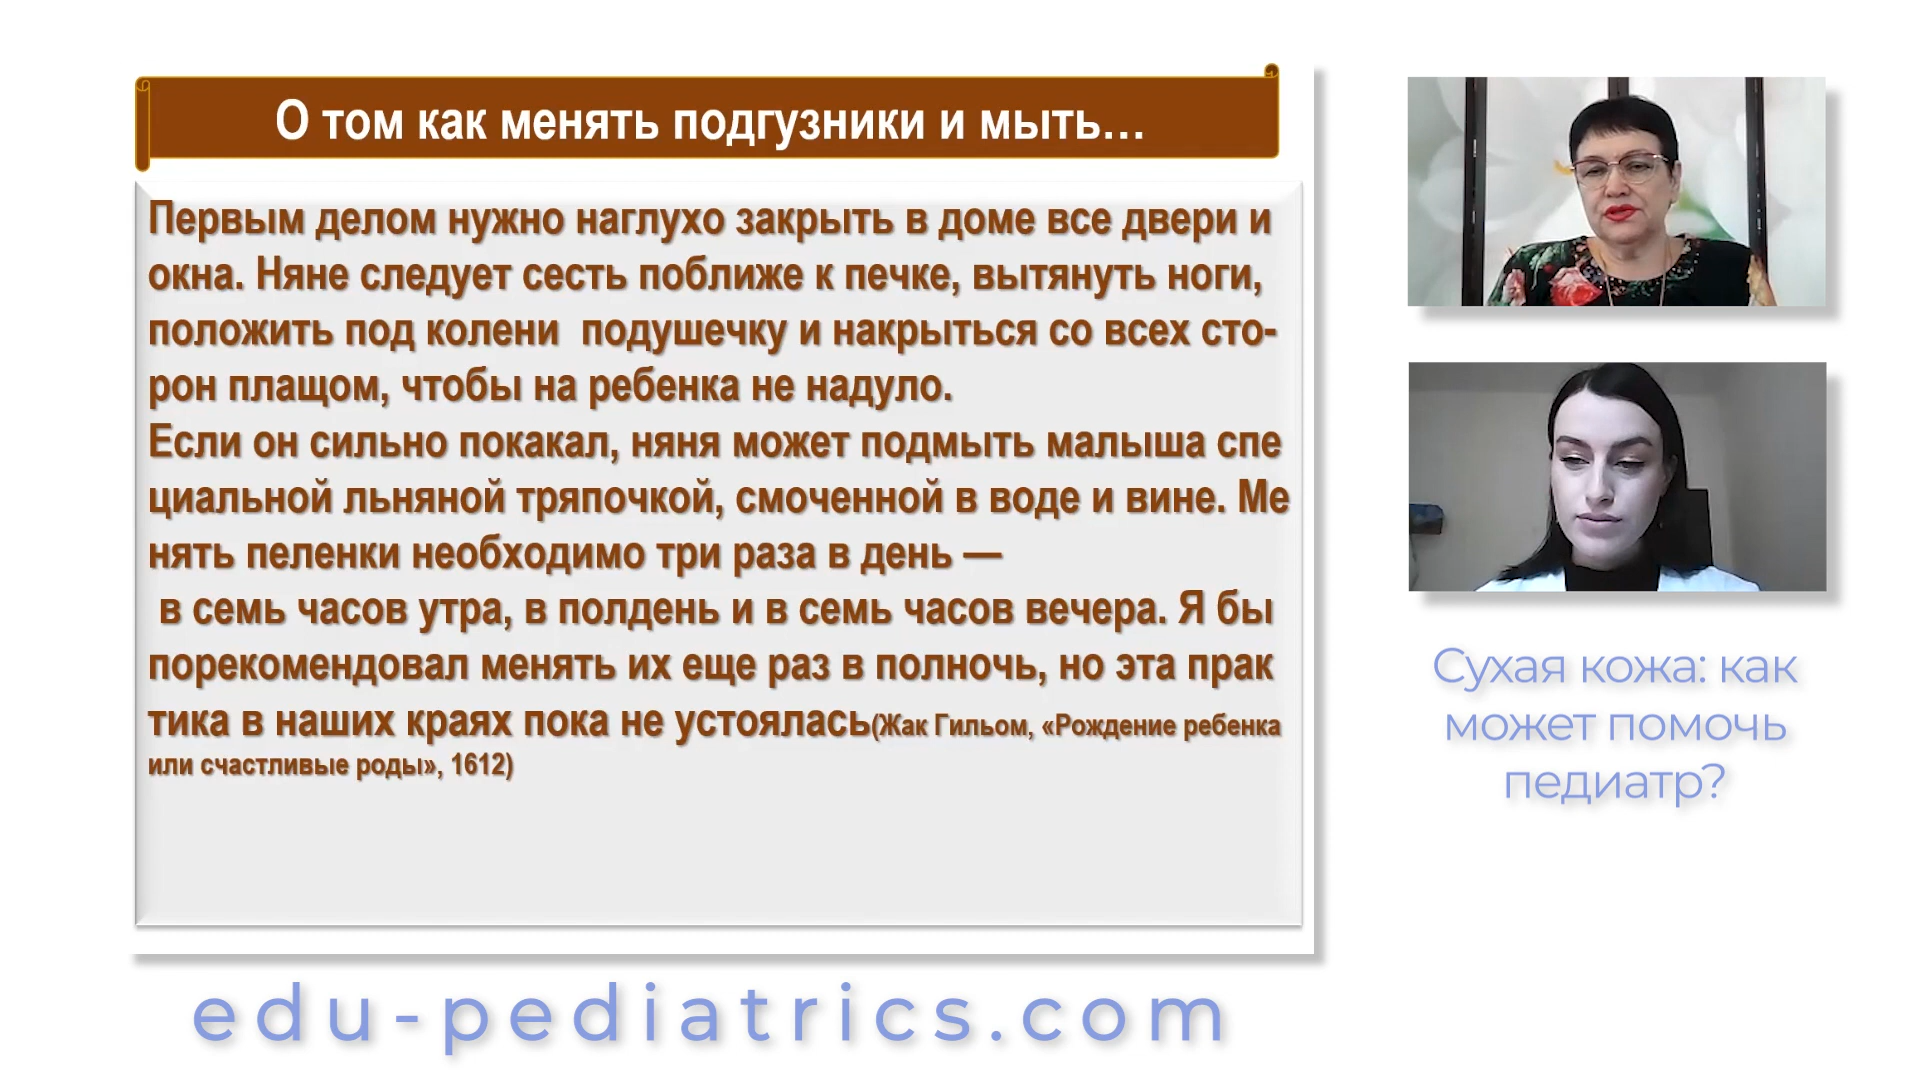 О том как менять подгузники и мыть…
Первым делом нужно наглухо закрыть в доме все двери и
окна. Няне следует сесть поближе к печке, вытянуть ноги,
положить под колени подушечку и накрыться со всех сто-
рон плащом, чтобы на ребенка не надуло.
Если он сильно покакал, няня может подмыть малыша спе
циальной льняной тряпочкой, смоченной в воде и вине. Ме
нять пеленки необходимо три раза в день —
в семь часов утра, в полдень и в семь часов вечера. Я бы
порекомендовал менять их еще раз в полночь, но эта прак
тика в наших краях пока не устоялась(Жак Гильом, «Рождение ребенка
или счастливые роды», 1612)
Сухая кожа: как
может помочь
педиатр?
edu-pediatrics.com